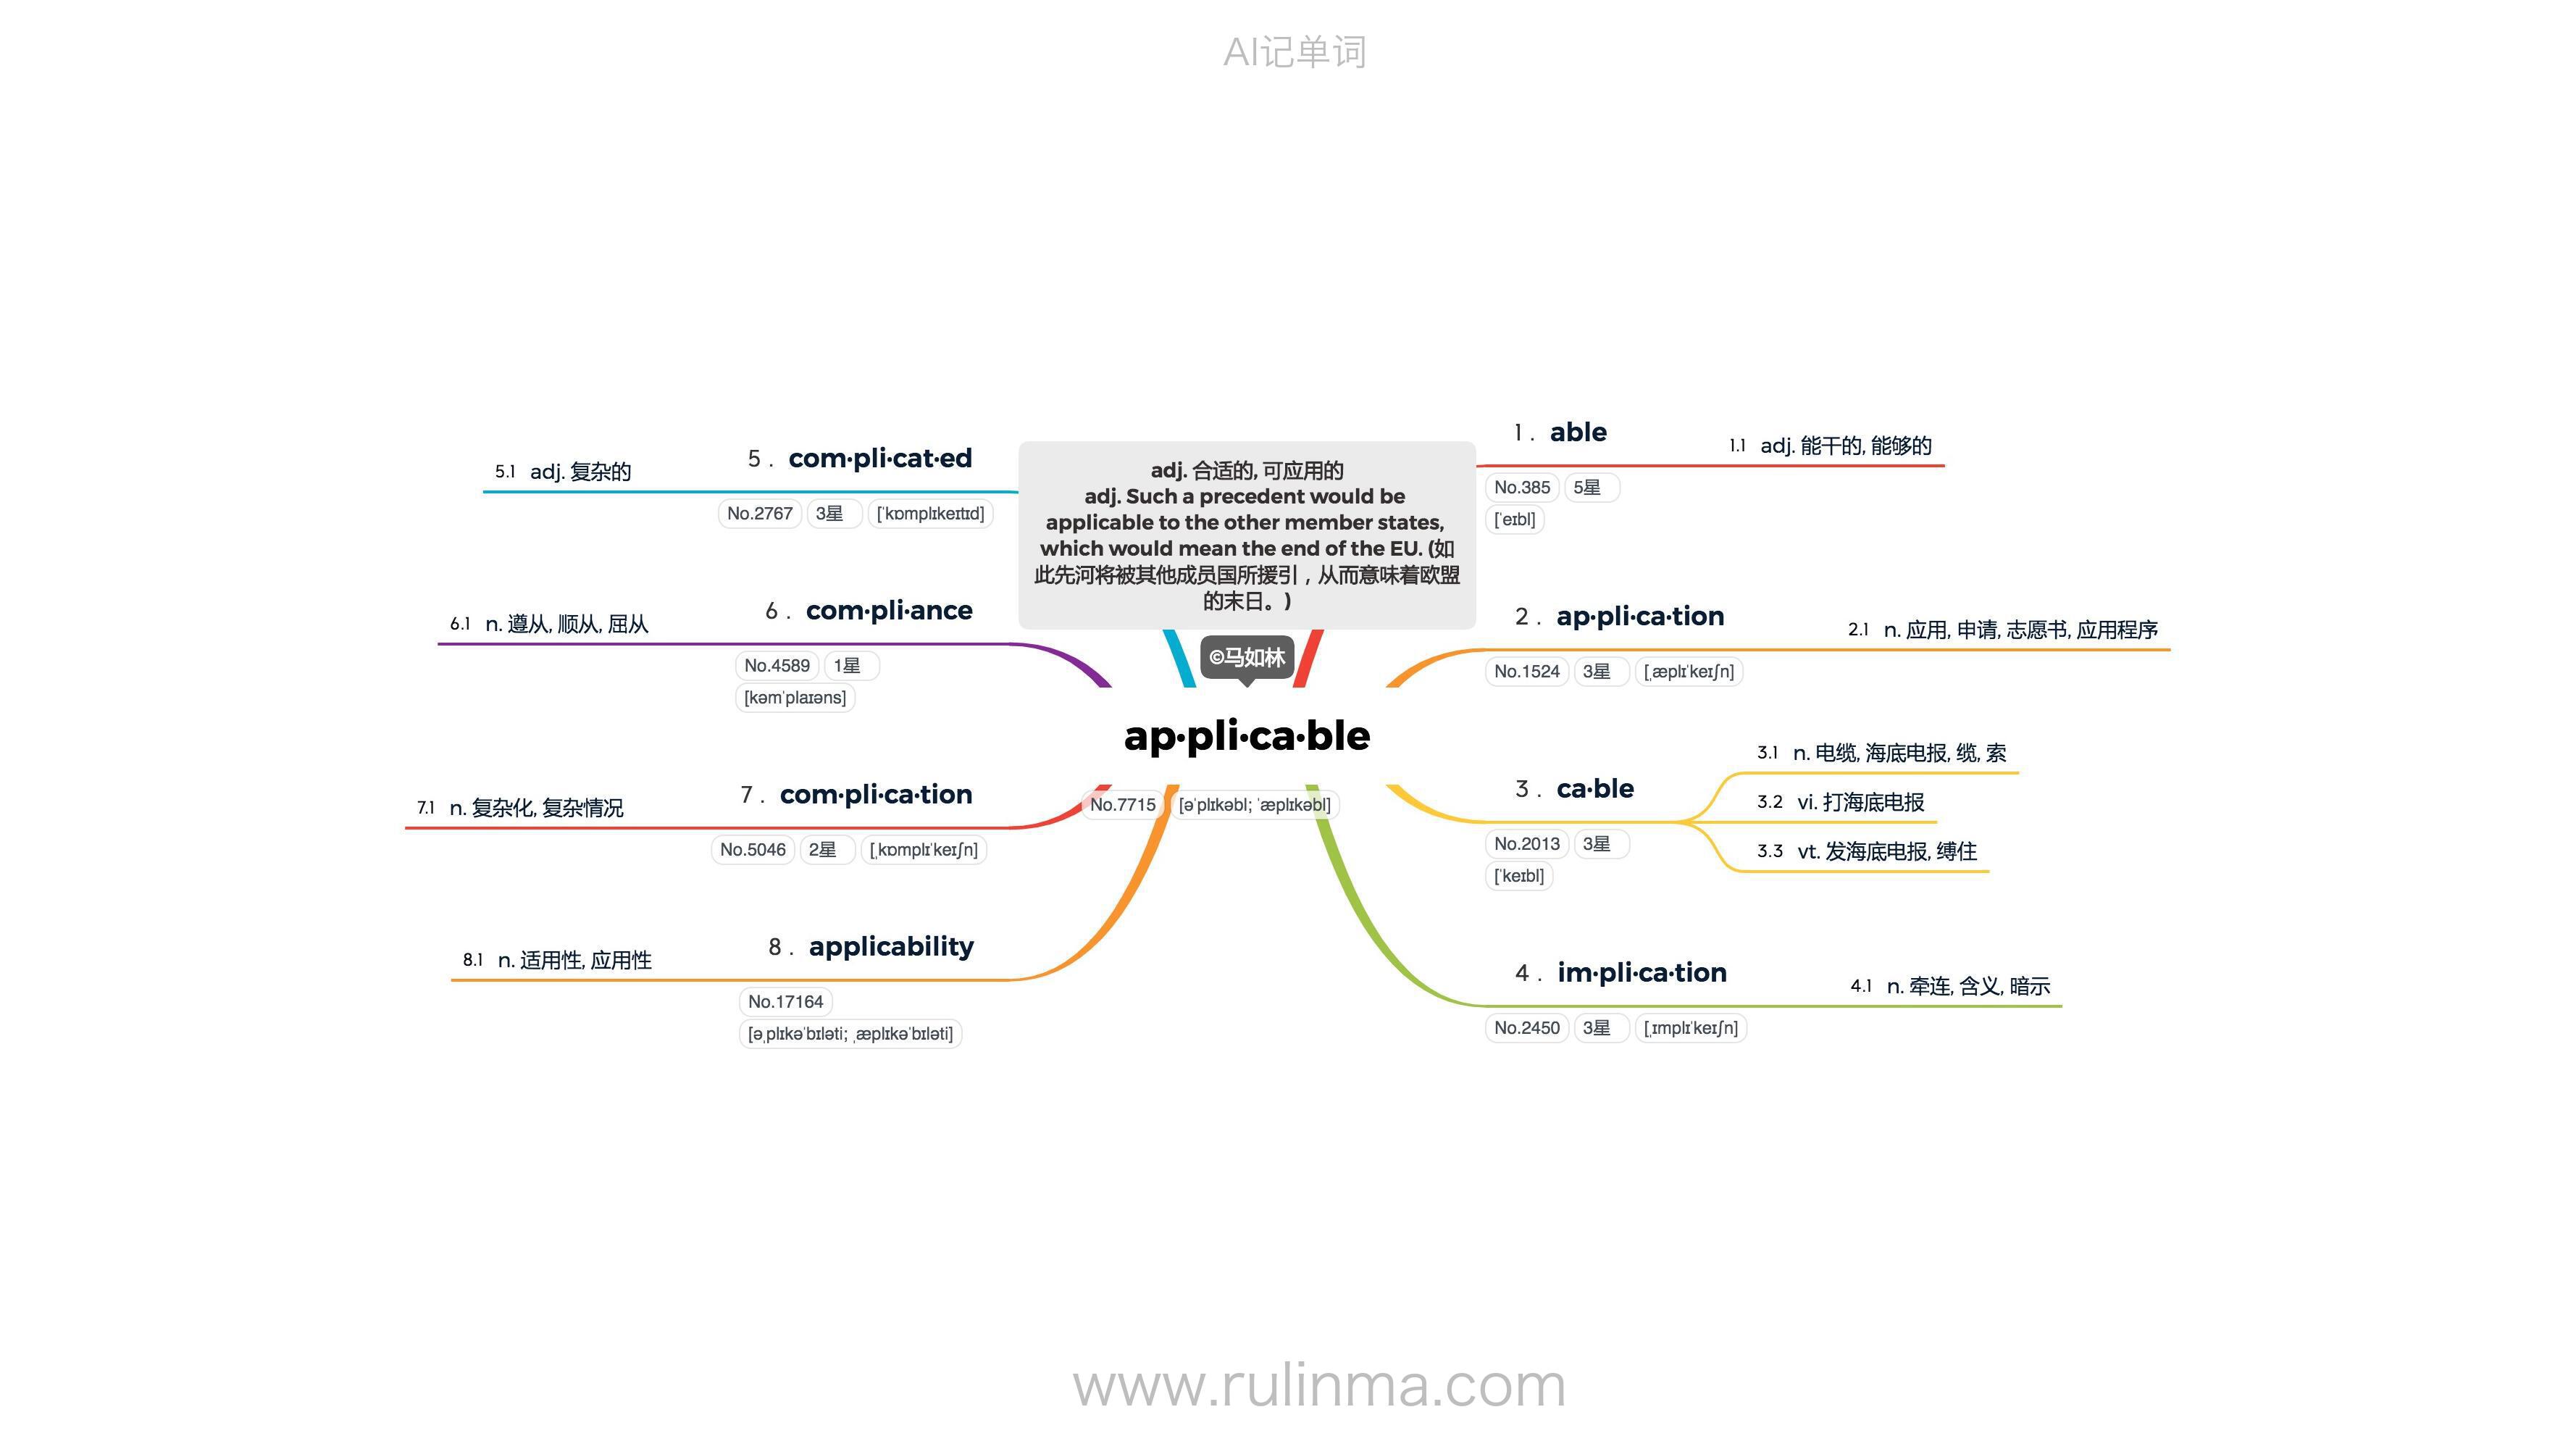 AI记单词
adj. 合适的, 可应用的
adj. Such a precedent would be
applicable to the other member states,
which would mean the end of the EU. (如
此先河将被其他成员国所援引，从而意味着欧盟
的末日。)
©马如林
ap·pli·ca·ble
No.7715 [əˈplɪkəbl; ˈæplɪkəbl]
1 . able
1.1 adj. 能干的, 能够的
No.385 5星
[ˈeɪbl]
2 . ap·pli·ca·tion
2.1 n. 应用, 申请, 志愿书, 应用程序
No.1524 3星 [ˌæplɪˈkeɪʃn]
3 . ca·ble
3.1 n. 电缆, 海底电报, 缆, 索
3.2 vi. 打海底电报
3.3 vt. 发海底电报, 缚住
No.2013 3星
[ˈkeɪbl]
4 . im·pli·ca·tion
4.1 n. 牵连, 含义, 暗示
No.2450 3星 [ˌɪmplɪˈkeɪʃn]
5 . com·pli·cat·ed
5.1 adj. 复杂的
No.2767 3星 [ˈkɒmplɪkeɪtɪd]
6 . com·pli·ance
6.1 n. 遵从, 顺从, 屈从
No.4589 1星
[kəmˈplaɪəns]
7 . com·pli·ca·tion
7.1 n. 复杂化, 复杂情况
No.5046 2星 [ˌkɒmplɪˈkeɪʃn]
8 . applicability
8.1 n. 适用性, 应用性
No.17164
[əˌplɪkəˈbɪləti; ˌæplɪkəˈbɪləti]
www.rulinma.com